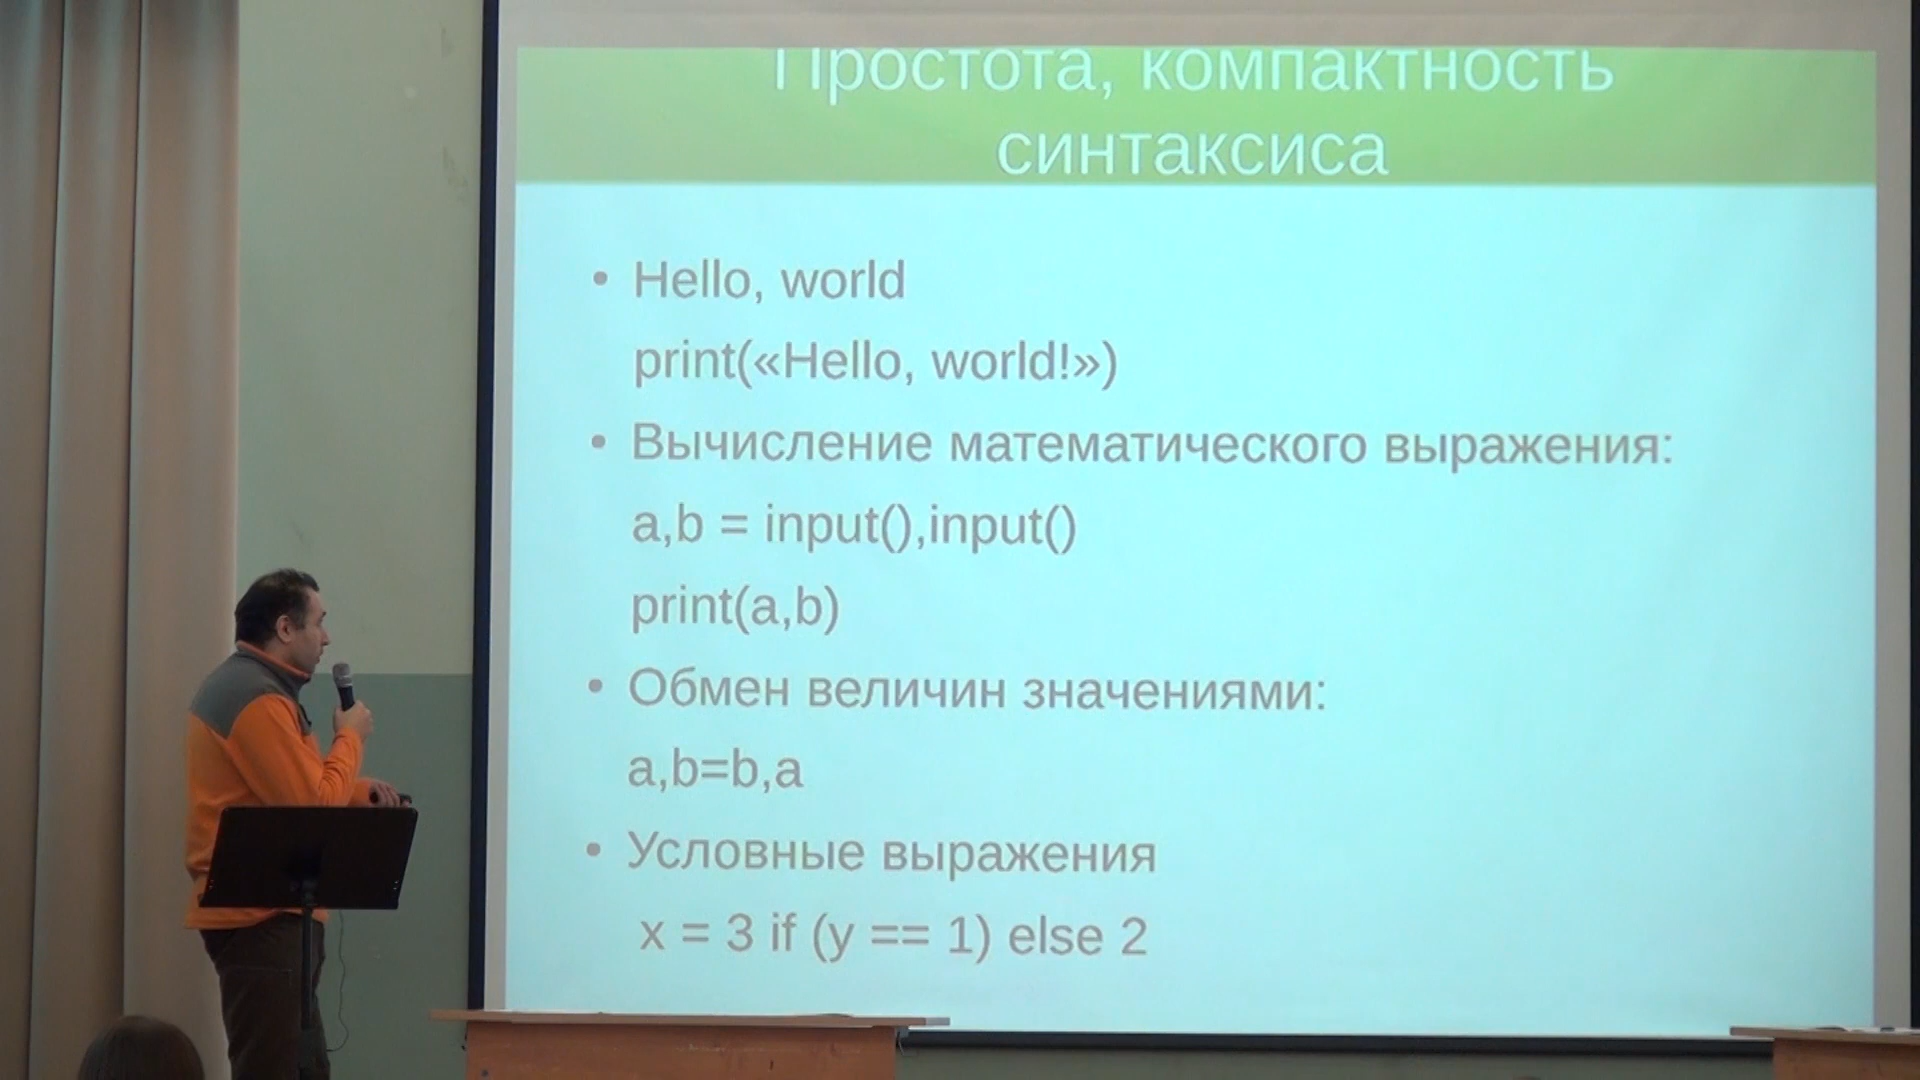 Простота, компактность
синтаксиса
• Hello, world
print(«Hello, world!»)
• Вычисление математического выражения:
a,b = input(),input()
print(a,b)
• Обмен величин значениями:
a,b=b,a
• Условные выражения
x = 3 if (y == 1) else 2